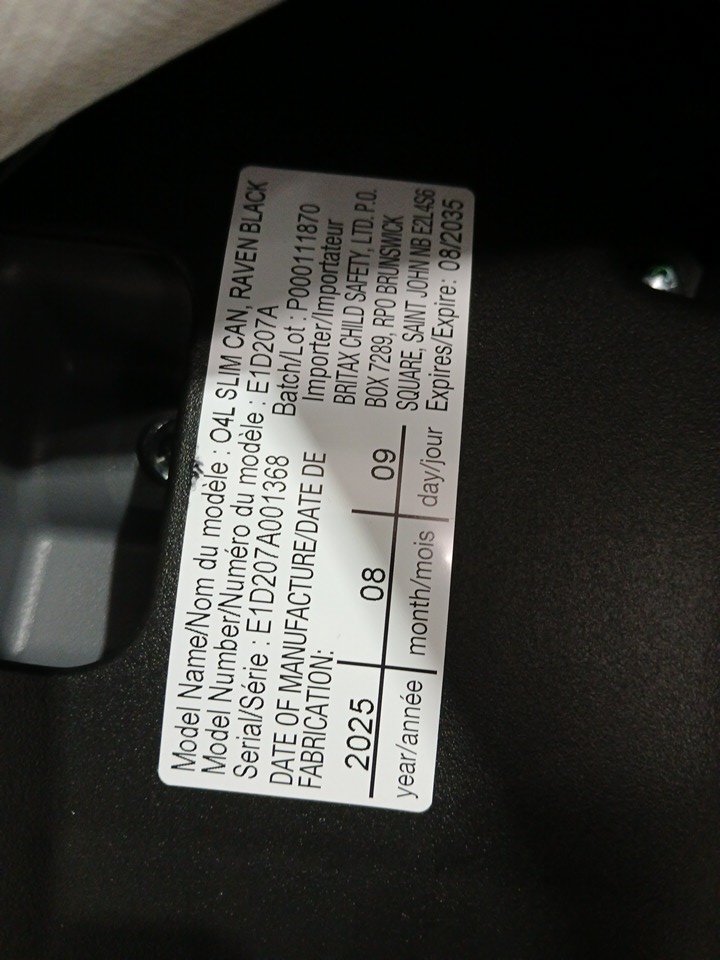 Model Name/Nom du modèle : O4L SLIM CAN, RAVEN BLACK
Model Number/Numéro du modèle : E1D207A
Serial/Série : E1D207A001368
Batch/Lot : P000111870
DATE OF MANUFACTURE/DATE DE
FABRICATION:
2025 08 09
year/année month/mois day/jour
Importer/Importateur
BRITAX CHILD SAFETY, LTD. P.O.
BOX 7289, RPO BRUNSWICK
SQUARE, SAINT JOHN NB E2L4S6
Expires/Expire: 08/2035